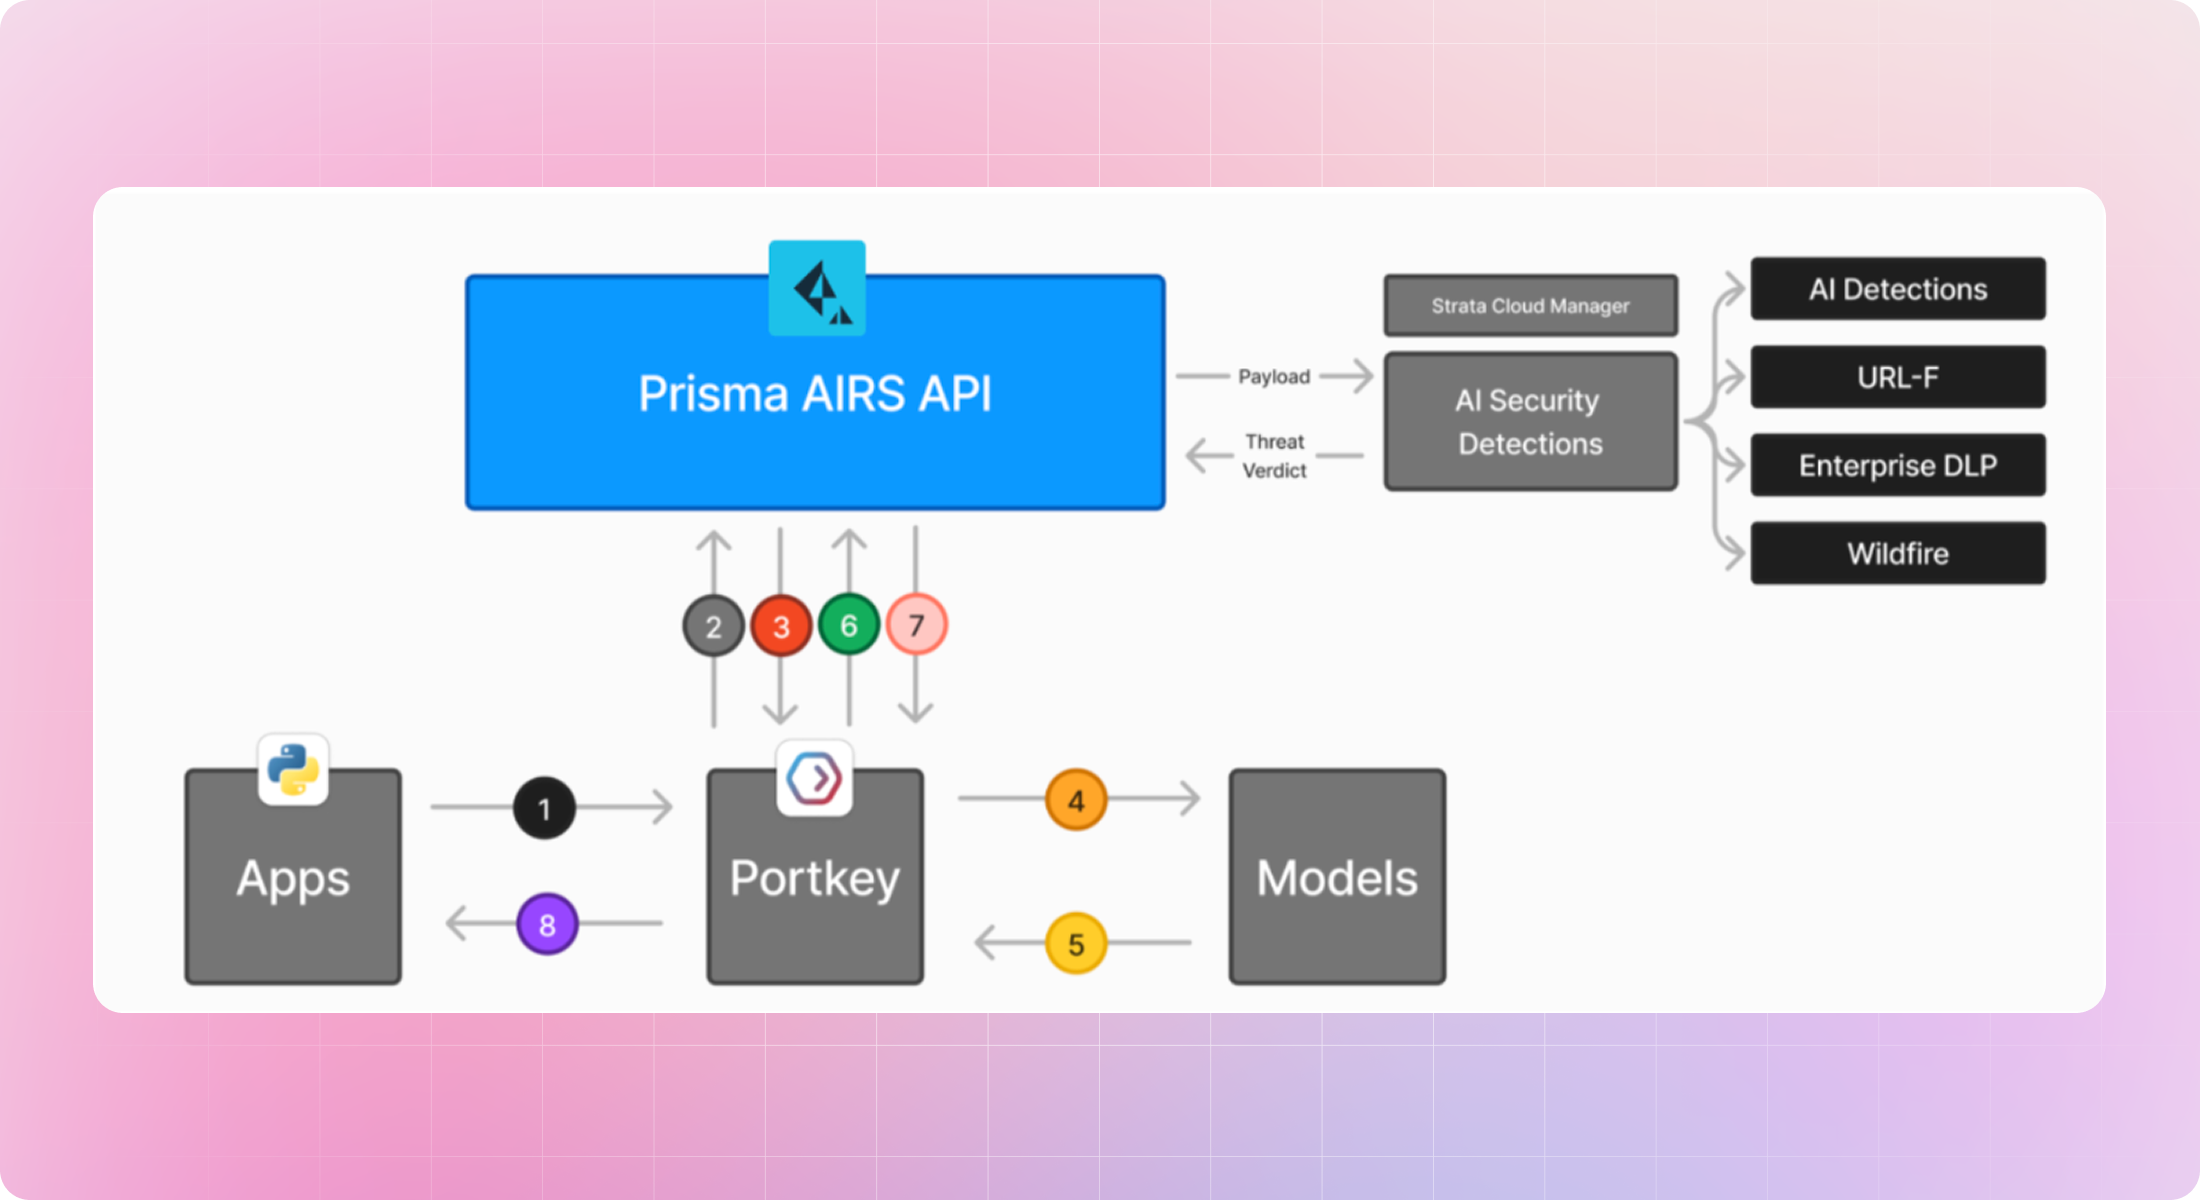 Prisma AIRS API
Payload
Threat
Verdict
Strata Cloud Manager
AI Security
Detections
AI Detections
URL-F
Enterprise DLP
Wildfire
2
3
6
7
Apps
1
8
Portkey
4
5
Models